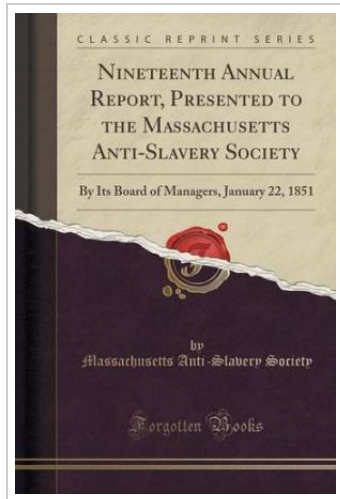 CLASSIC REPRINT SERIES
NINETEENTH ANNUAL
REPORT, PRESENTED TO
THE MASSACHUSETTS
ANTI-SLAVERY SOCIETY
By Its Board of Managers, January 22, 1851
by
Massachusetts Anti-Slavery Society
Forgotten Books